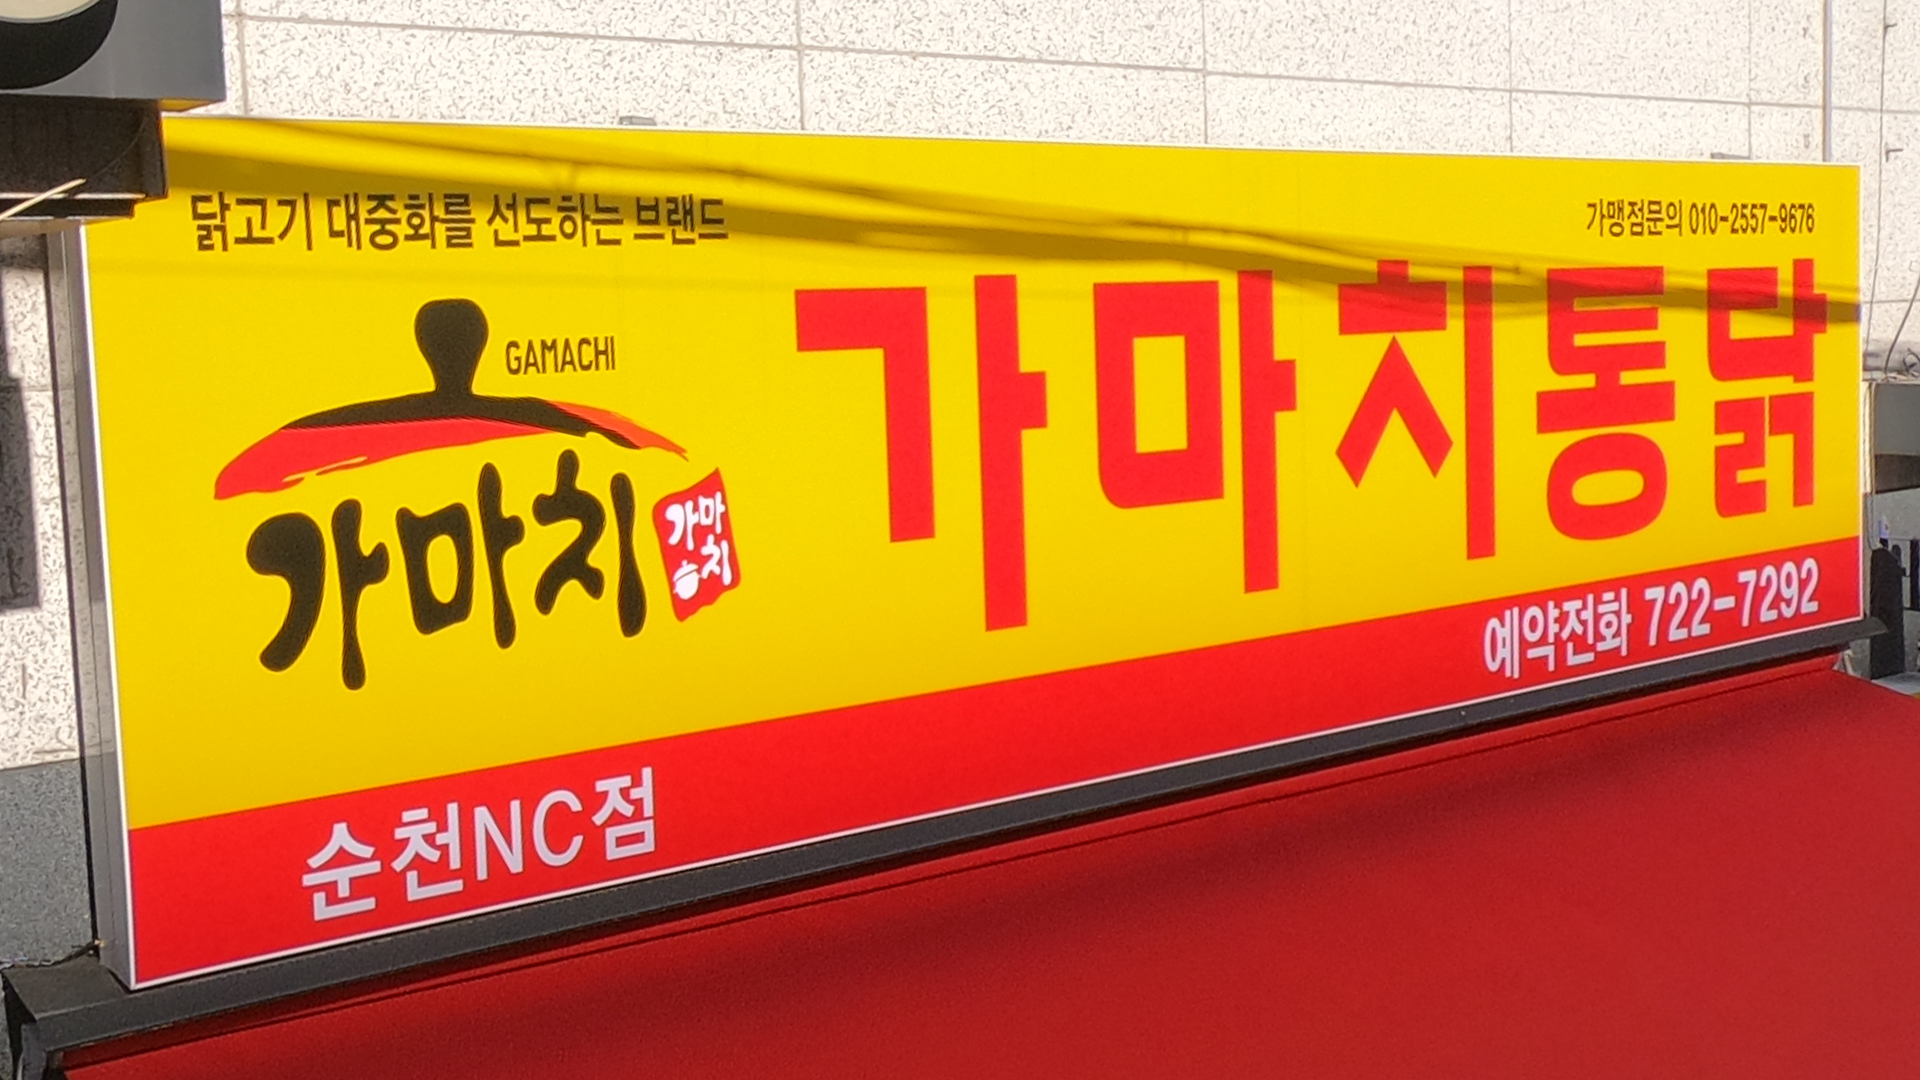 닭고기 대중화를 선도하는 브랜드
가맹점문의 010-2557-9676
GAMACHI
가마치
가마
치
가마치통닭
예약전화 722-7292
순천NC점